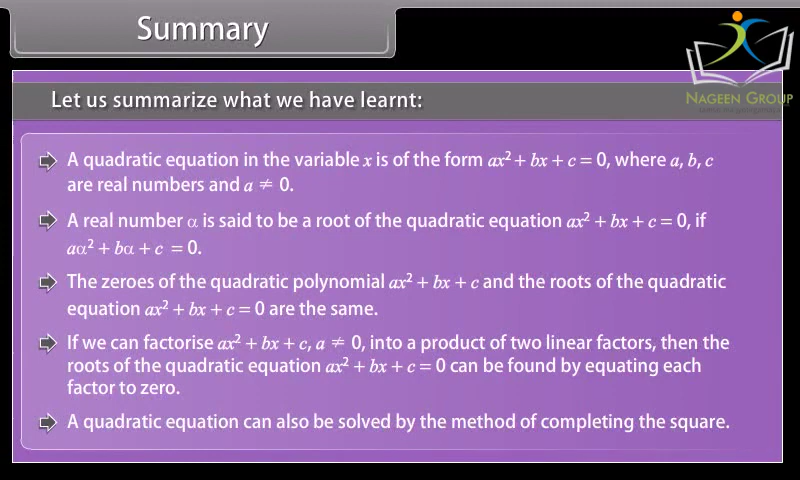 Summary
NAGEEN GROUP
Let us summarize what we have learnt:
A quadratic equation in the variable x is of the form ax² + bx + c = 0, where a, b, c
are real numbers and a ≠ 0.
A real number α is said to be a root of the quadratic equation ax² + bx + c = 0, if
aα² + bα + c = 0.
The zeroes of the quadratic polynomial ax² + bx + c and the roots of the quadratic
equation ax² + bx + c = 0 are the same.
If we can factorise ax² + bx + c, a ≠ 0, into a product of two linear factors, then the
roots of the quadratic equation ax² + bx + c = 0 can be found by equating each
factor to zero.
A quadratic equation can also be solved by the method of completing the square.